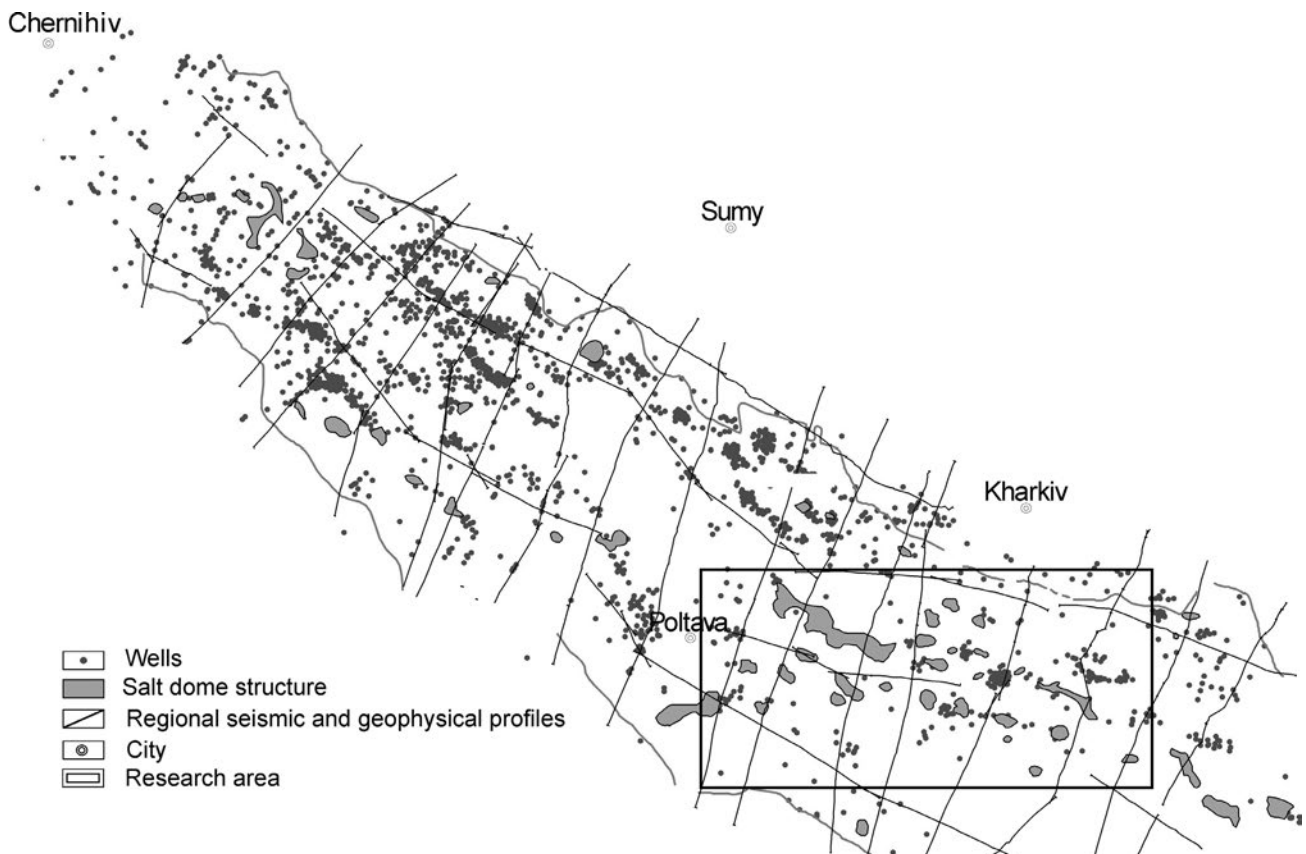 Chernihiv
Sumy
Kharkiv
Poltava
Wells
Salt dome structure
Regional seismic and geophysical profiles
City
Research area